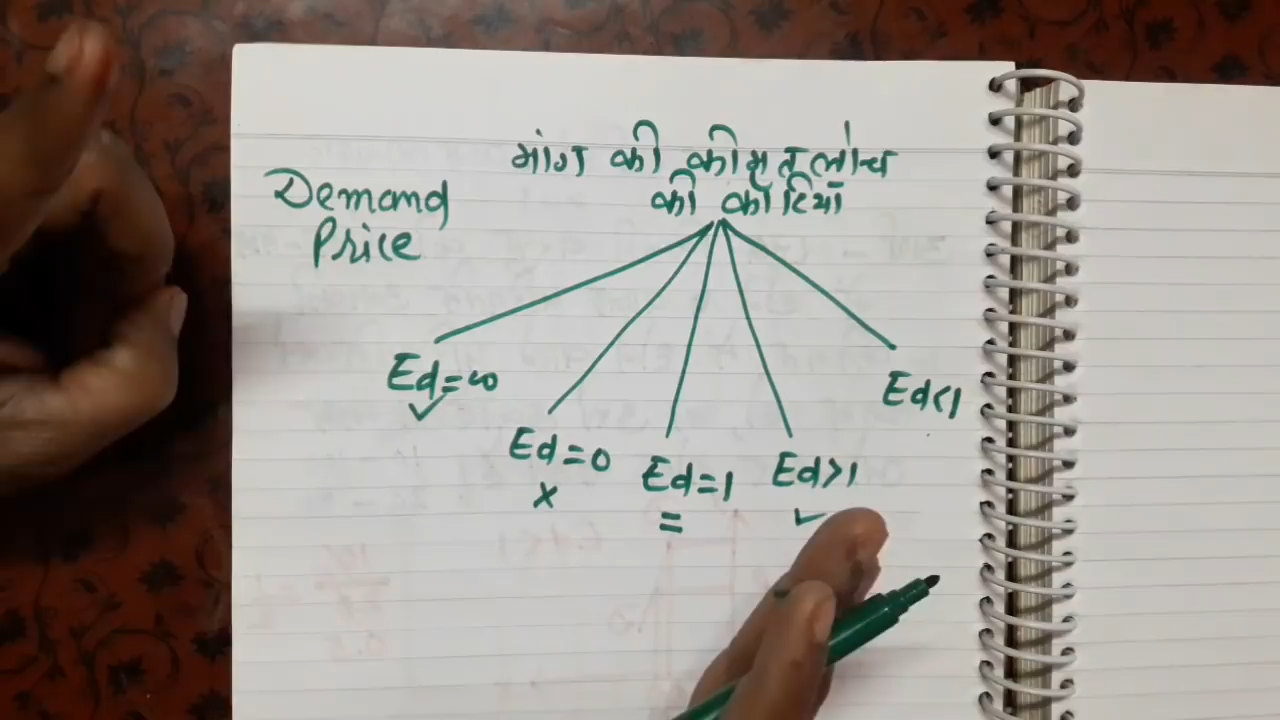 मांग की कीमत लोच
की कोटियाँ
Demand
Price
Ed=∞
✓
Ed=0
x
Ed=1
=
Ed>1
✓
Ed<1